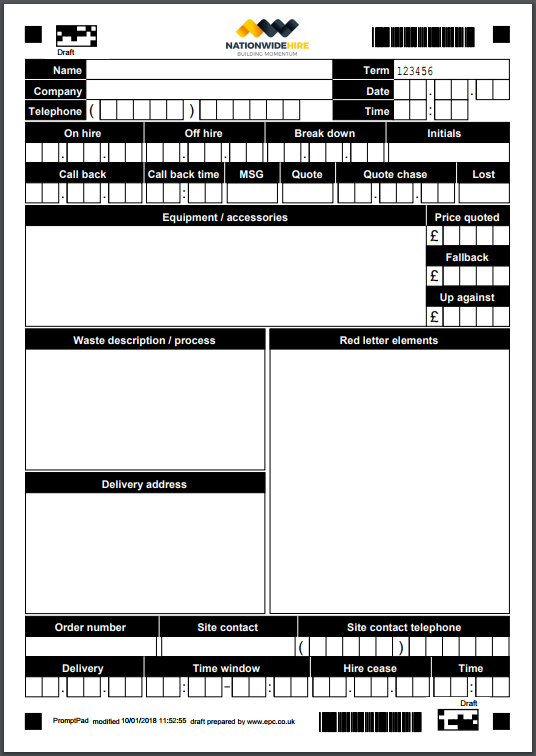 Draft
NATIONWIDEHIRE
BUILDING MOMENTUM
Name Term 123456
Company Date . .
Telephone ( ) Time :
On hire Off hire Break down Initials
. . . . . .
Call back Call back time MSG Quote Quote chase Lost
. . : . .
Equipment / accessories Price quoted
£
Fallback
£
Up against
£
Waste description / process Red letter elements
Delivery address
Order number Site contact Site contact telephone
( )
Delivery Time window Hire cease Time
. . : – : . . :
Draft
PromptPad modified 10/01/2018 11:52:55 draft prepared by www.epc.co.uk